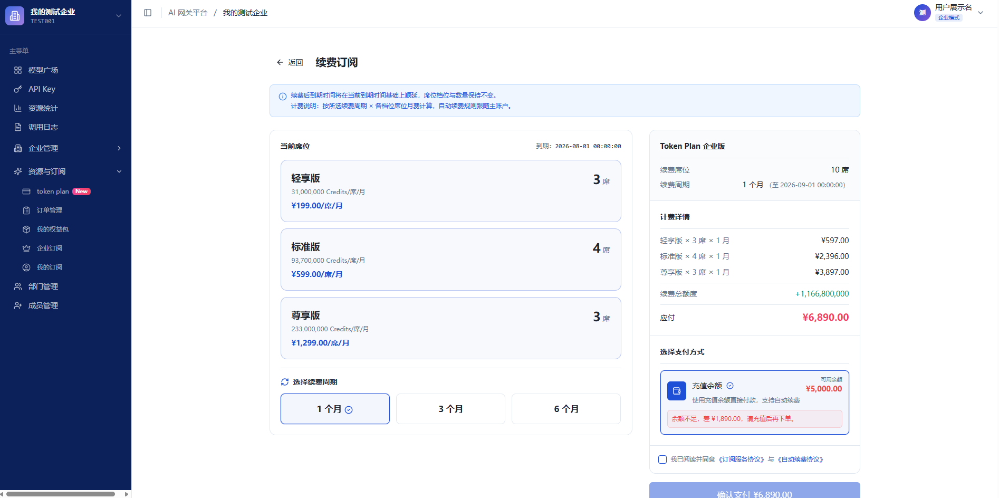 我的测试企业
TEST001
主菜单
模型广场
API Key
资源统计
调用日志
企业管理
资源与订阅
token plan New
订单管理
我的权益包
企业订阅
我的订阅
部门管理
成员管理
AI 网关平台 / 我的测试企业
测
用户展示名
企业模式
返回 续费订阅
续费后到期时间将在当前到期时间基础上顺延，席位档位与数量保持不变。
计费说明：按所选续费周期 × 各档位席位月费计算，自动续费规则跟随主账户。
当前席位 到期：2026-08-01 00:00:00
轻享版 3 席
31,000,000 Credits/席/月
¥199.00/席/月
标准版 4 席
93,700,000 Credits/席/月
¥599.00/席/月
尊享版 3 席
233,000,000 Credits/席/月
¥1,299.00/席/月
选择续费周期
1 个月 3 个月 6 个月
Token Plan 企业版
续费席位 10 席
续费周期 1 个月 （至 2026-09-01 00:00:00）
计费详情
轻享版 × 3 席 × 1 月 ¥597.00
标准版 × 4 席 × 1 月 ¥2,396.00
尊享版 × 3 席 × 1 月 ¥3,897.00
续费总额度 +1,166,800,000
应付 ¥6,890.00
选择支付方式
充值余额 可用余额
¥5,000.00
使用充值余额直接付款，支持自动续费
余额不足，差 ¥1,890.00，请充值后再下单。
我已阅读并同意《订阅服务协议》与《自动续费协议》
确认支付 ¥6,890.00